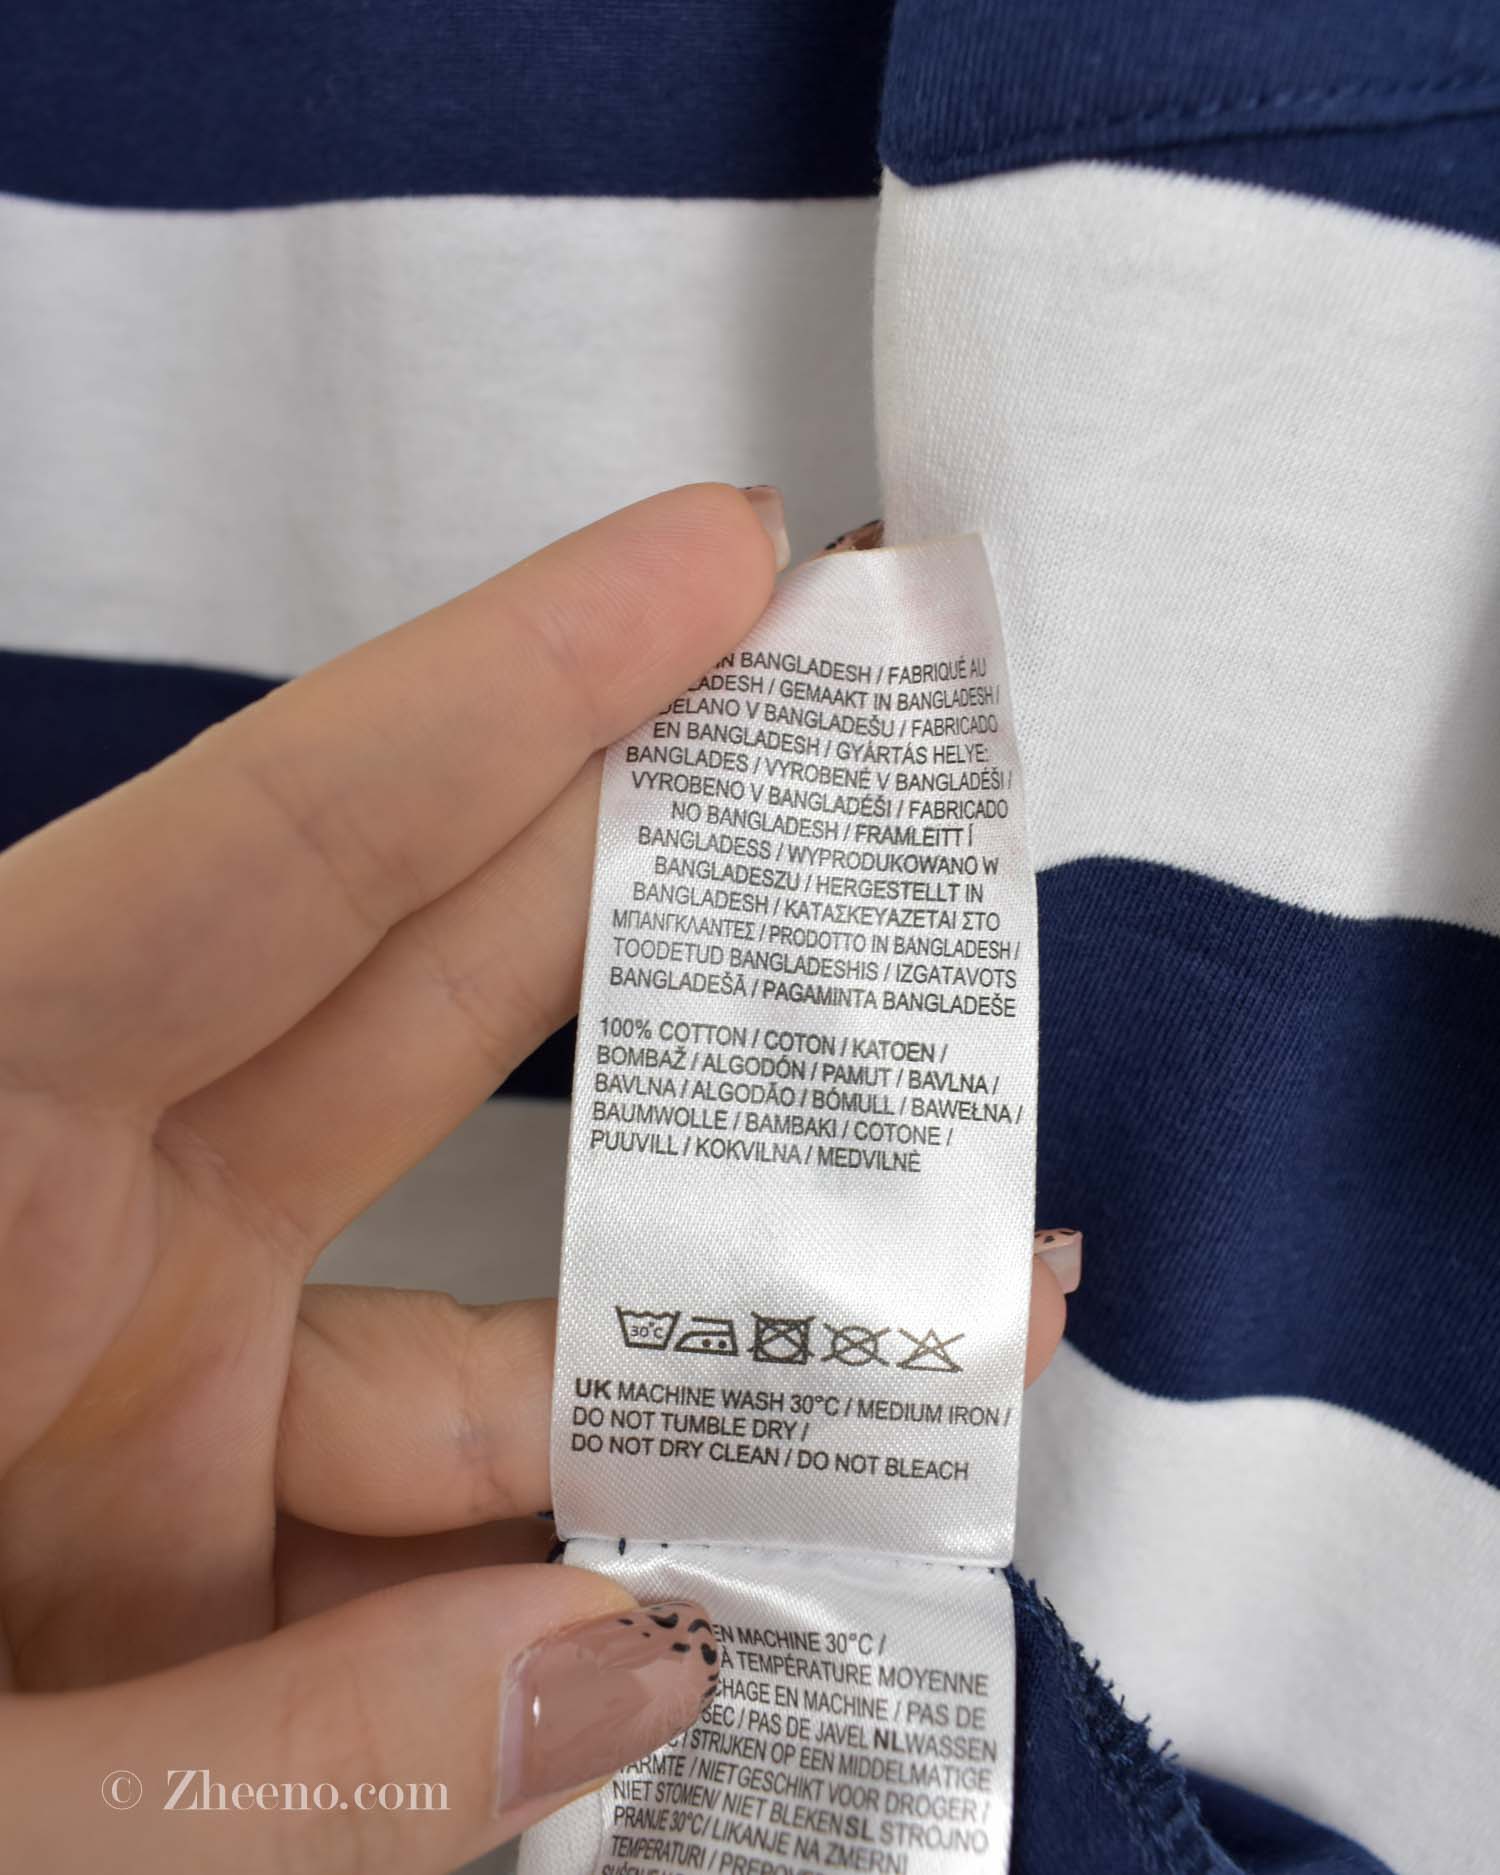 IN BANGLADESH / FABRIQUÉ AU
GEMAAKT IN BANGLADESH /
V BANGLADEŠU / FABRICADO
EN BANGLADESH / GYÁRTÁS HELYE:
BANGLADES / VYROBENÉ V BANGLADÉŠI /
VYROBENO V BANGLADÉŠI / FABRICADO
NO BANGLADESH / FRAMLEITT Í
BANGLADESS / WYPRODUKOWANO W
BANGLADESZU / HERGESTELLT IN
BANGLADESH / ΚΑΤΑΣΚΕΥΑΖΕΤΑΙ ΣΤΟ
ΜΠΑΝΓΚΛΑΝΤΕΣ / PRODOTTO IN BANGLADESH /
TOODETUD BANGLADESHIS / IZGATAVOTS
BANGLADEŠĀ / PAGAMINTA BANGLADEŠE
100% COTTON / COTON / KATOEN /
BOMBAŽ / ALGODÓN / PAMUT / BAVLNA /
BAVLNA / ALGODÃO / BÓMULL / BAWEŁNA /
BAUMWOLLE / BAMBAKI / COTONE /
PUUVILL / KOKVILNA / MEDVILNĖ
30°C
UK MACHINE WASH 30°C / MEDIUM IRON /
DO NOT TUMBLE DRY /
DO NOT DRY CLEAN / DO NOT BLEACH
EN MACHINE 30°C /
À TEMPÉRATURE MOYENNE
EN MACHINE / PAS DE
SEC / PAS DE JAVEL NL WASSEN
STRIJKEN OP EEN MIDDELMATIGE
/ NIET GESCHIKT VOOR DROGER /
NIET STOMEN/ NIET BLEKEN SL STROJNO
PRANJE 30°C/ LIKANJE NA ZMERNI
TEMPERATURI /
© Zheeno.com